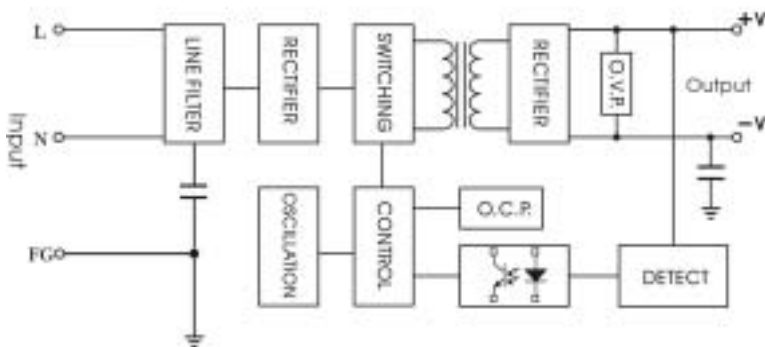 L
+V
LINE FILTER
RECTIFIER
SWITCHING
RECTIFIER
O.V.P.
Output
Input
N
-V
OSCILLATION
CONTROL
O.C.P.
FG
DETECT